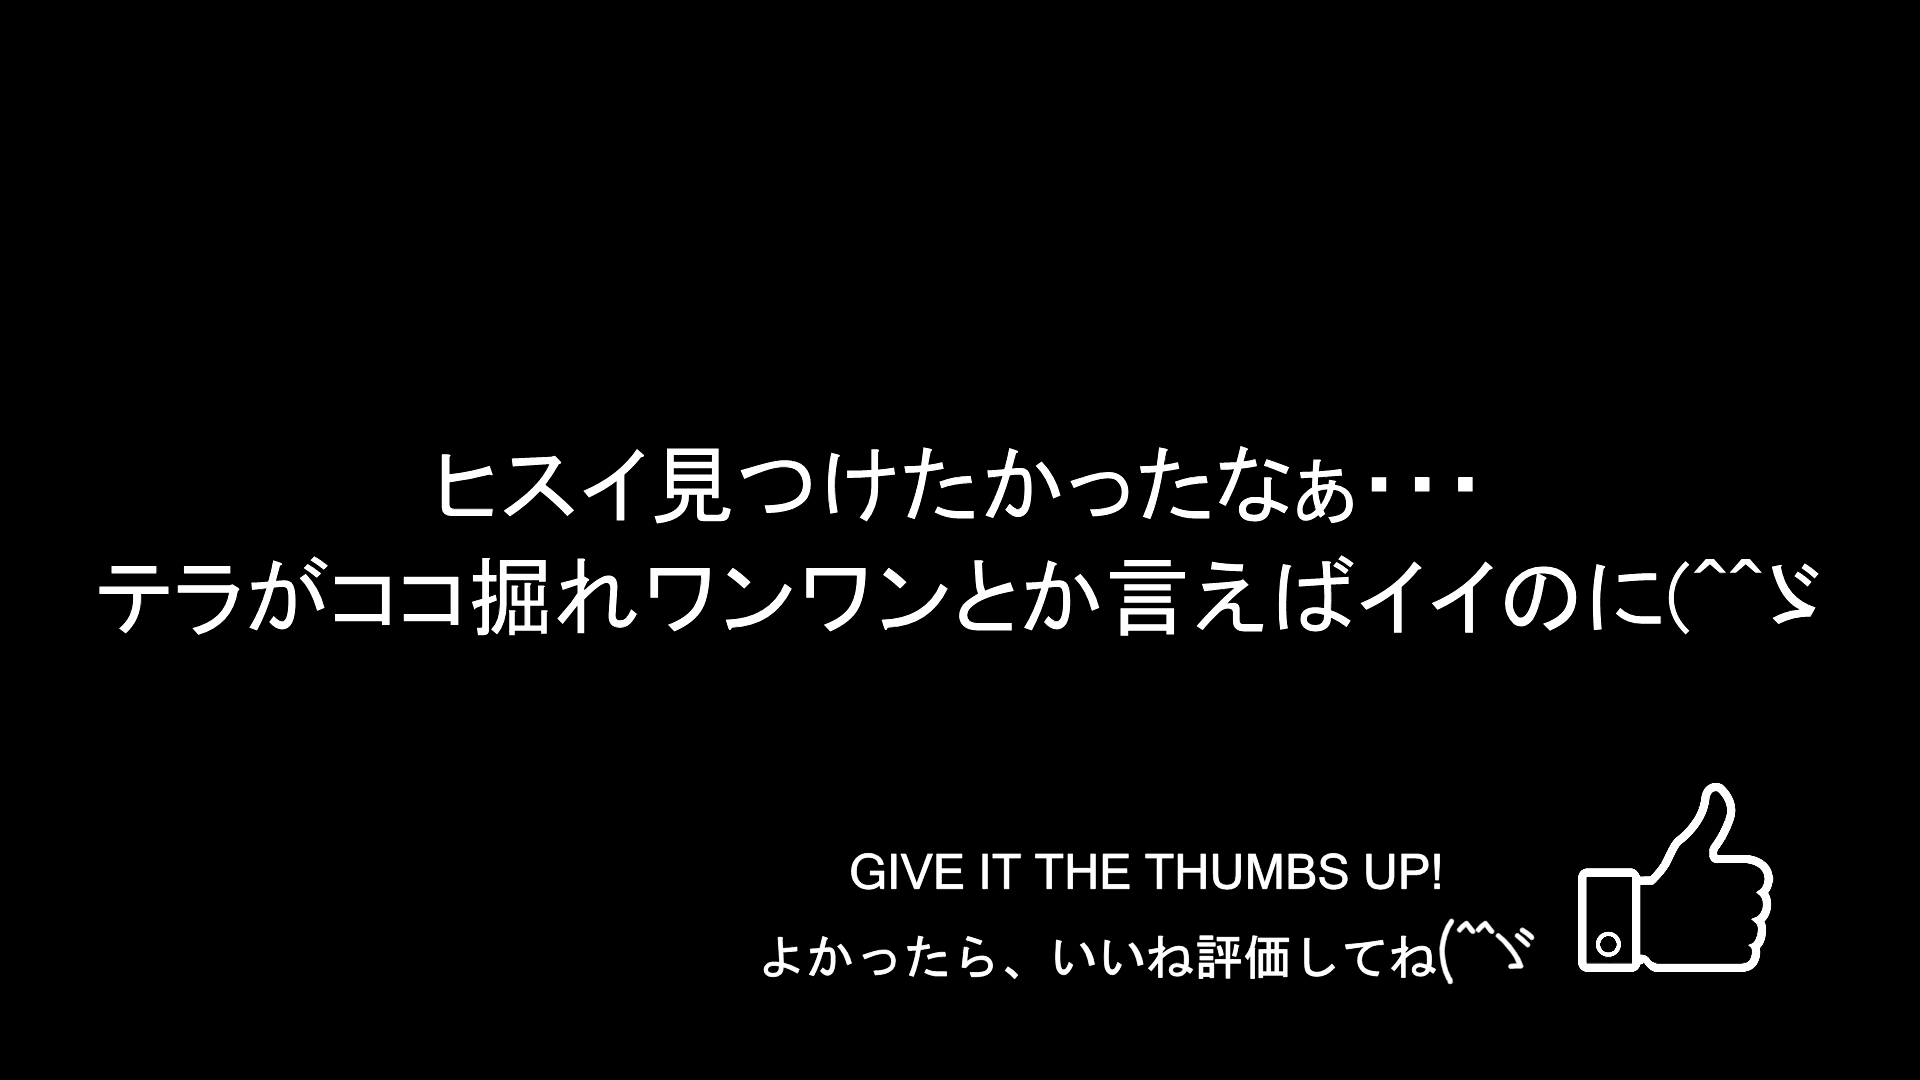 ヒスイ見つけたかったなぁ･･･
テラがココ掘れワンワンとか言えばイイのに(^^ゞ
GIVE IT THE THUMBS UP!
よかったら、いいね評価してね(^^ゞ